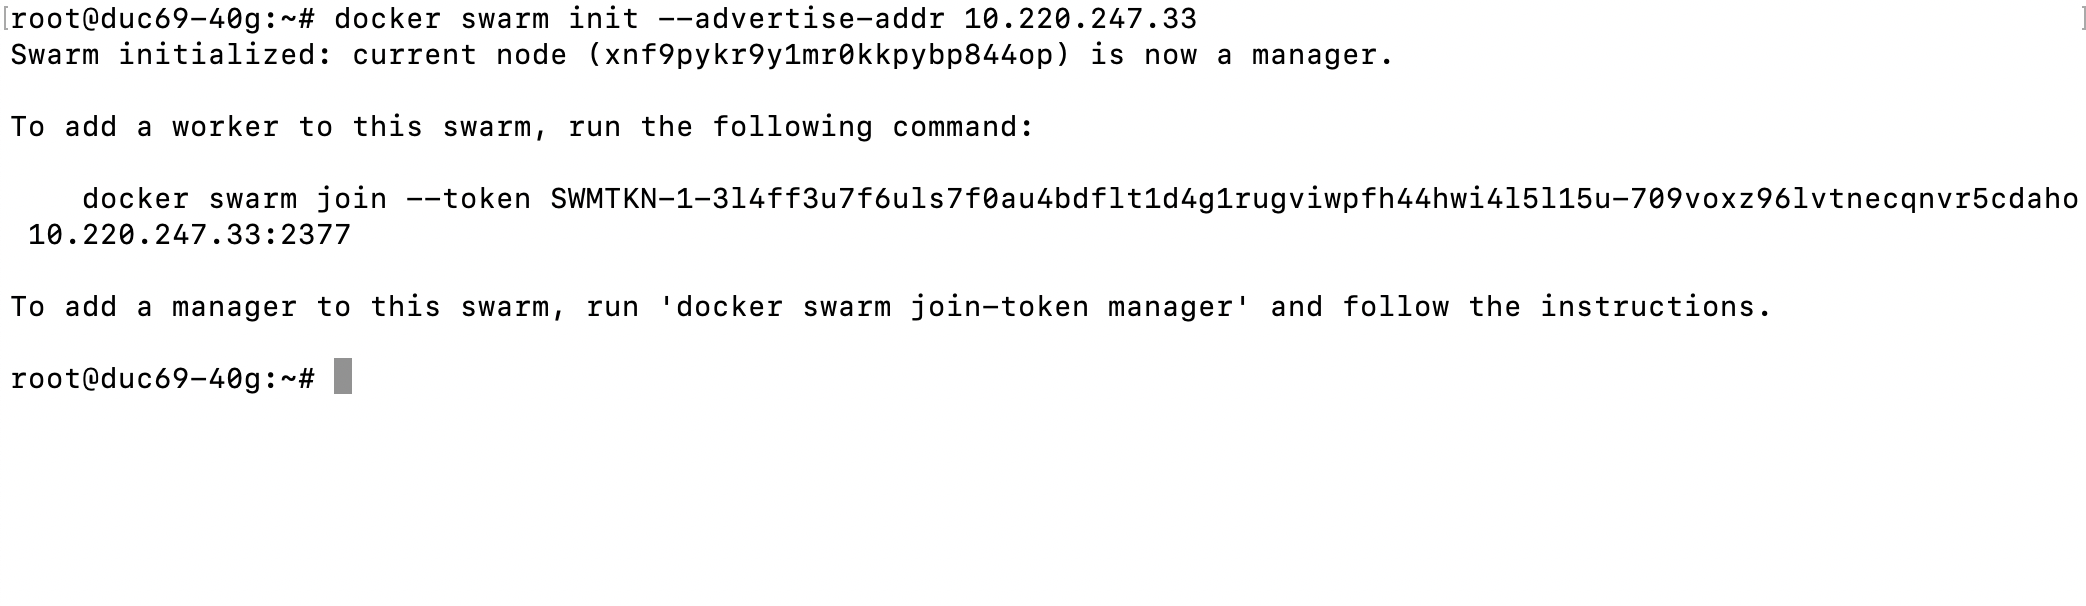 [root@duc69-40g:~# docker swarm init --advertise-addr 10.220.247.33 ]
Swarm initialized: current node (xnf9pykr9y1mr0kkpybp844op) is now a manager.
To add a worker to this swarm, run the following command:
docker swarm join --token SWMTKN-1-3l4ff3u7f6uls7f0au4bdflt1d4g1rugviwpfh44hwi4l5l15u-709voxz96lvtnecqnvr5cdaho
10.220.247.33:2377
To add a manager to this swarm, run 'docker swarm join-token manager' and follow the instructions.
root@duc69-40g:~#